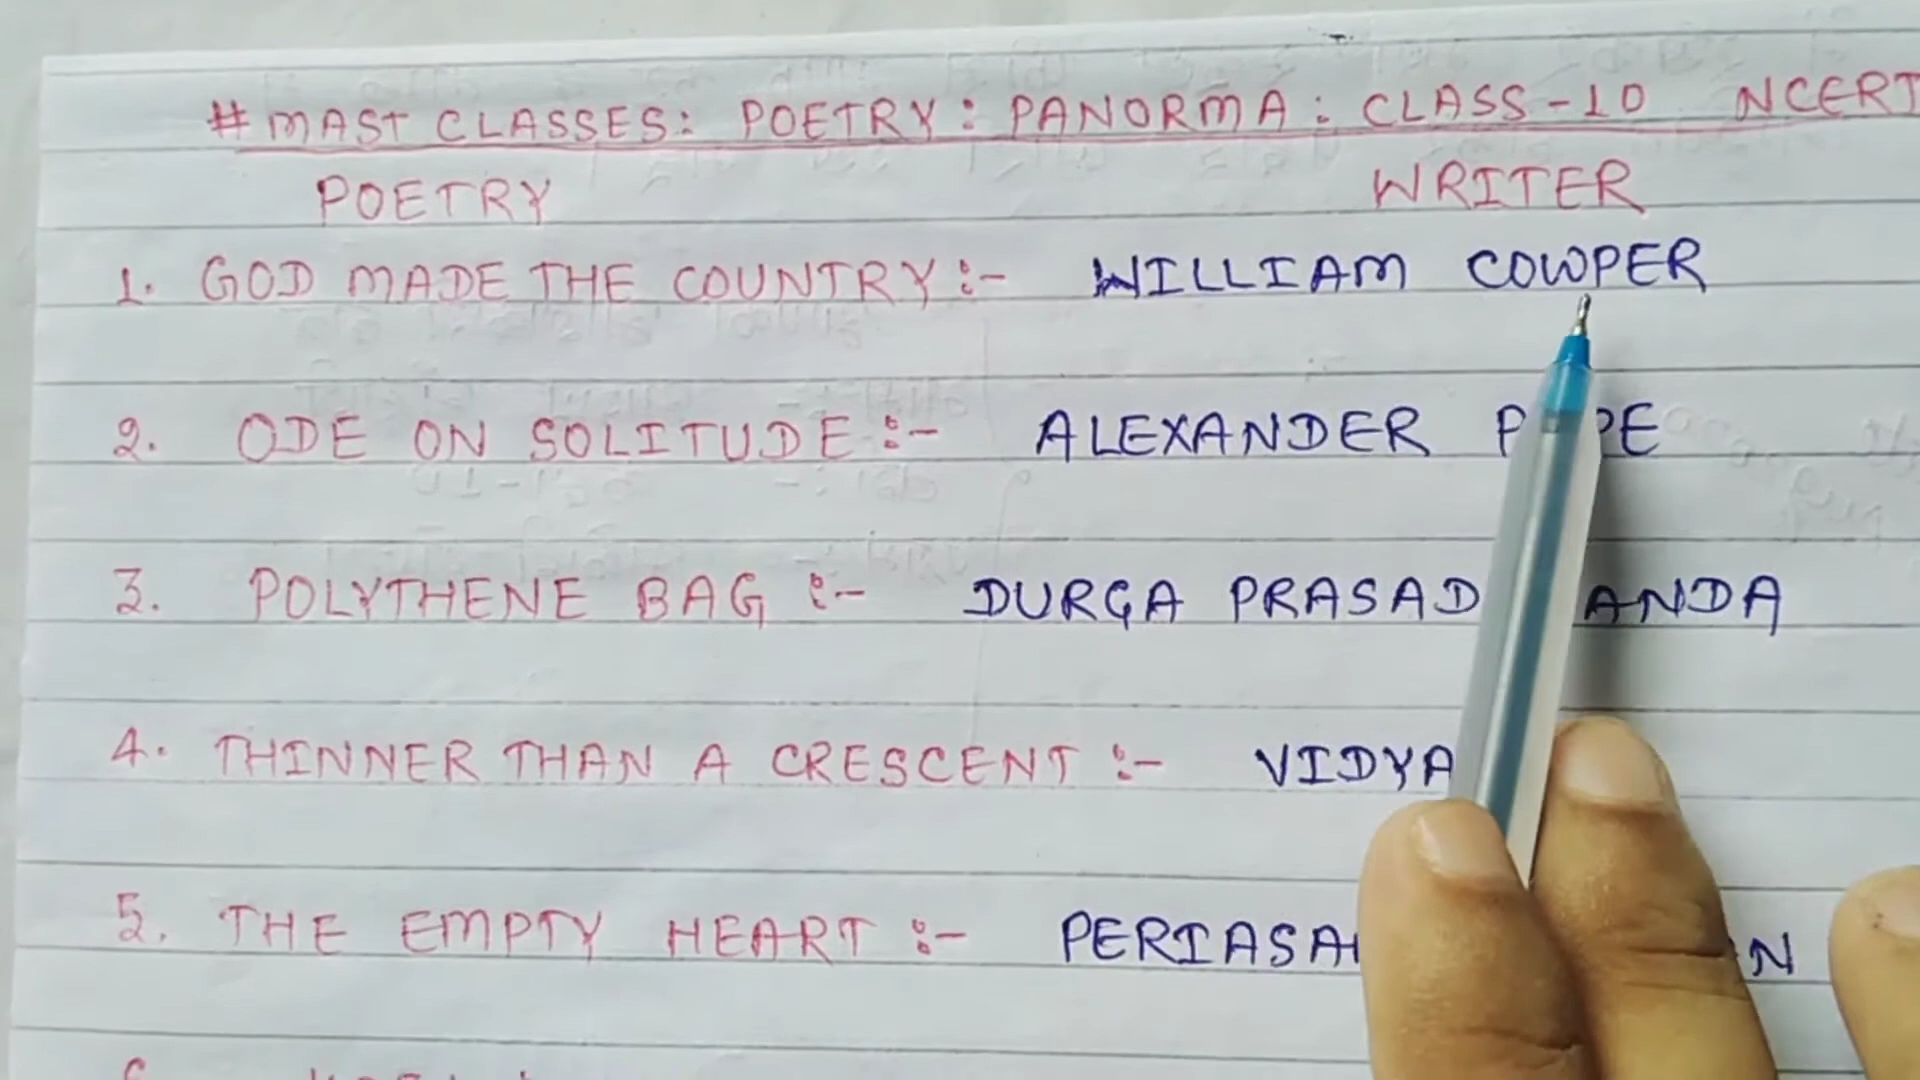 # MAST CLASSES: POETRY: PANORMA: CLASS-10 NCERT
POETRY WRITER
1. GOD MADE THE COUNTRY:- WILLIAM COWPER
2. ODE ON SOLITUDE:- ALEXANDER
3. POLYTHENE BAG :- DURGA PRASAD
4. THINNER THAN A CRESCENT :- VIDYA
5. THE EMPTY HEART :-